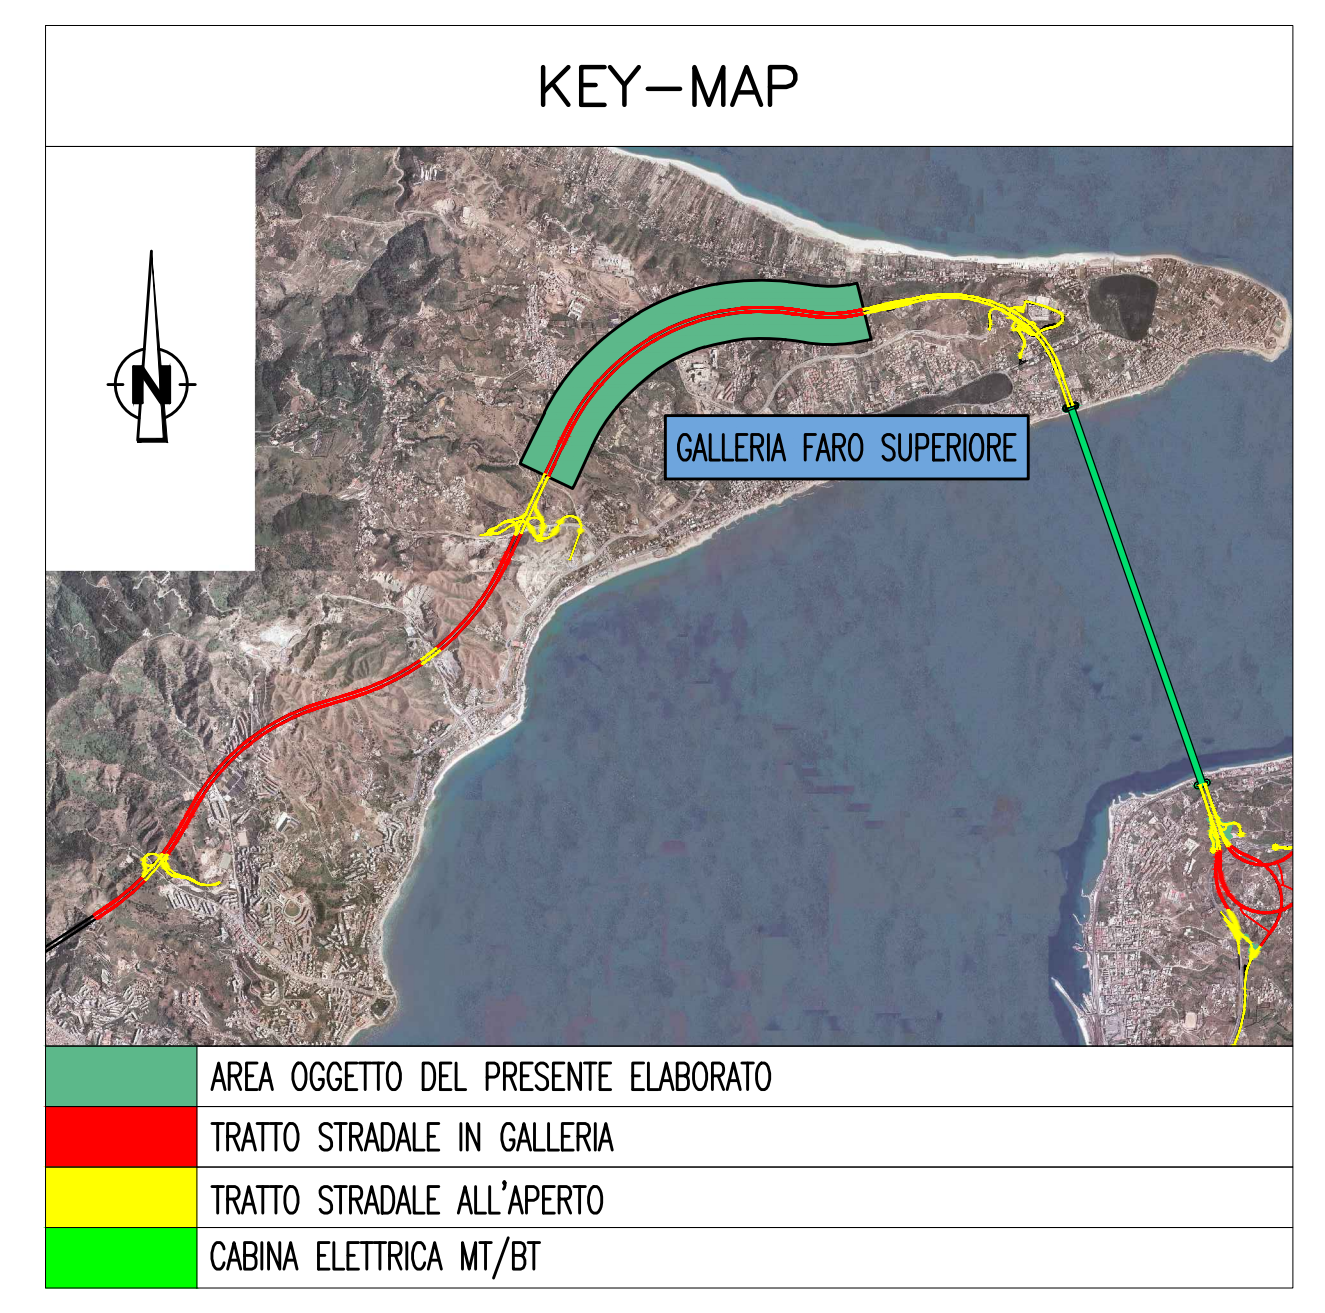 KEY-MAP
N
GALLERIA FARO SUPERIORE
AREA OGGETTO DEL PRESENTE ELABORATO
TRATTO STRADALE IN GALLERIA
TRATTO STRADALE ALL'APERTO
CABINA ELETTRICA MT/BT